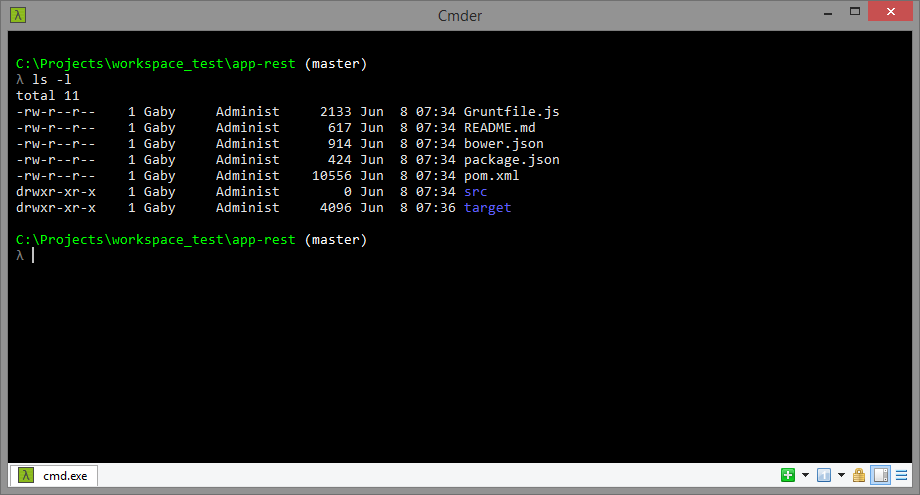 Cmder
C:\Projects\workspace_test\app-rest (master)
λ ls -l
total 11
-rw-r--r--    1 Gaby     Administ     2133 Jun  8 07:34 Gruntfile.js
-rw-r--r--    1 Gaby     Administ      617 Jun  8 07:34 README.md
-rw-r--r--    1 Gaby     Administ      914 Jun  8 07:34 bower.json
-rw-r--r--    1 Gaby     Administ      424 Jun  8 07:34 package.json
-rw-r--r--    1 Gaby     Administ    10556 Jun  8 07:34 pom.xml
drwxr-xr-x    1 Gaby     Administ        0 Jun  8 07:34 src
drwxr-xr-x    1 Gaby     Administ     4096 Jun  8 07:36 target
C:\Projects\workspace_test\app-rest (master)
λ
λ cmd.exe